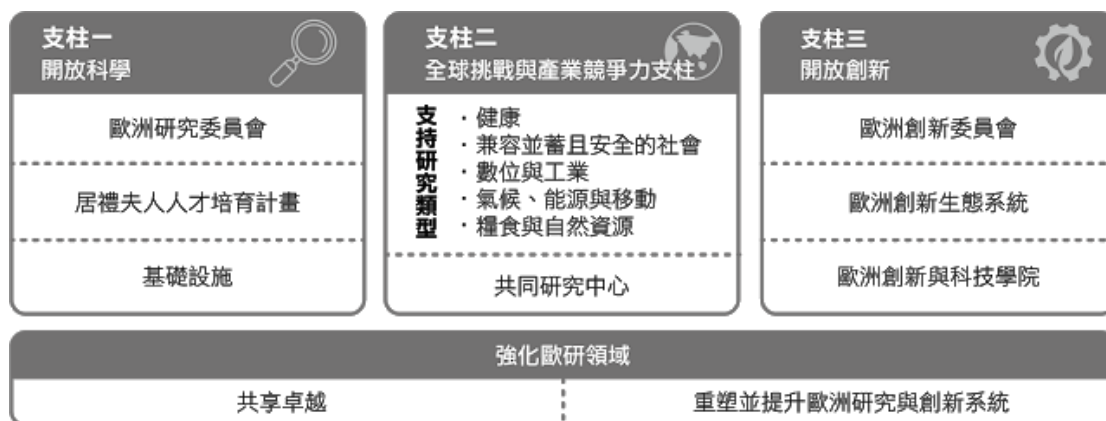 支柱一
開放科學
歐洲研究委員會
居禮夫人人才培育計畫
基礎設施
支柱二
全球挑戰與產業競爭力支柱
支持研究類型
・健康
・兼容並蓄且安全的社會
・數位與工業
・氣候、能源與移動
・糧食與自然資源
共同研究中心
支柱三
開放創新
歐洲創新委員會
歐洲創新生態系統
歐洲創新與科技學院
強化歐研領域
共享卓越
重塑並提升歐洲研究與創新系統